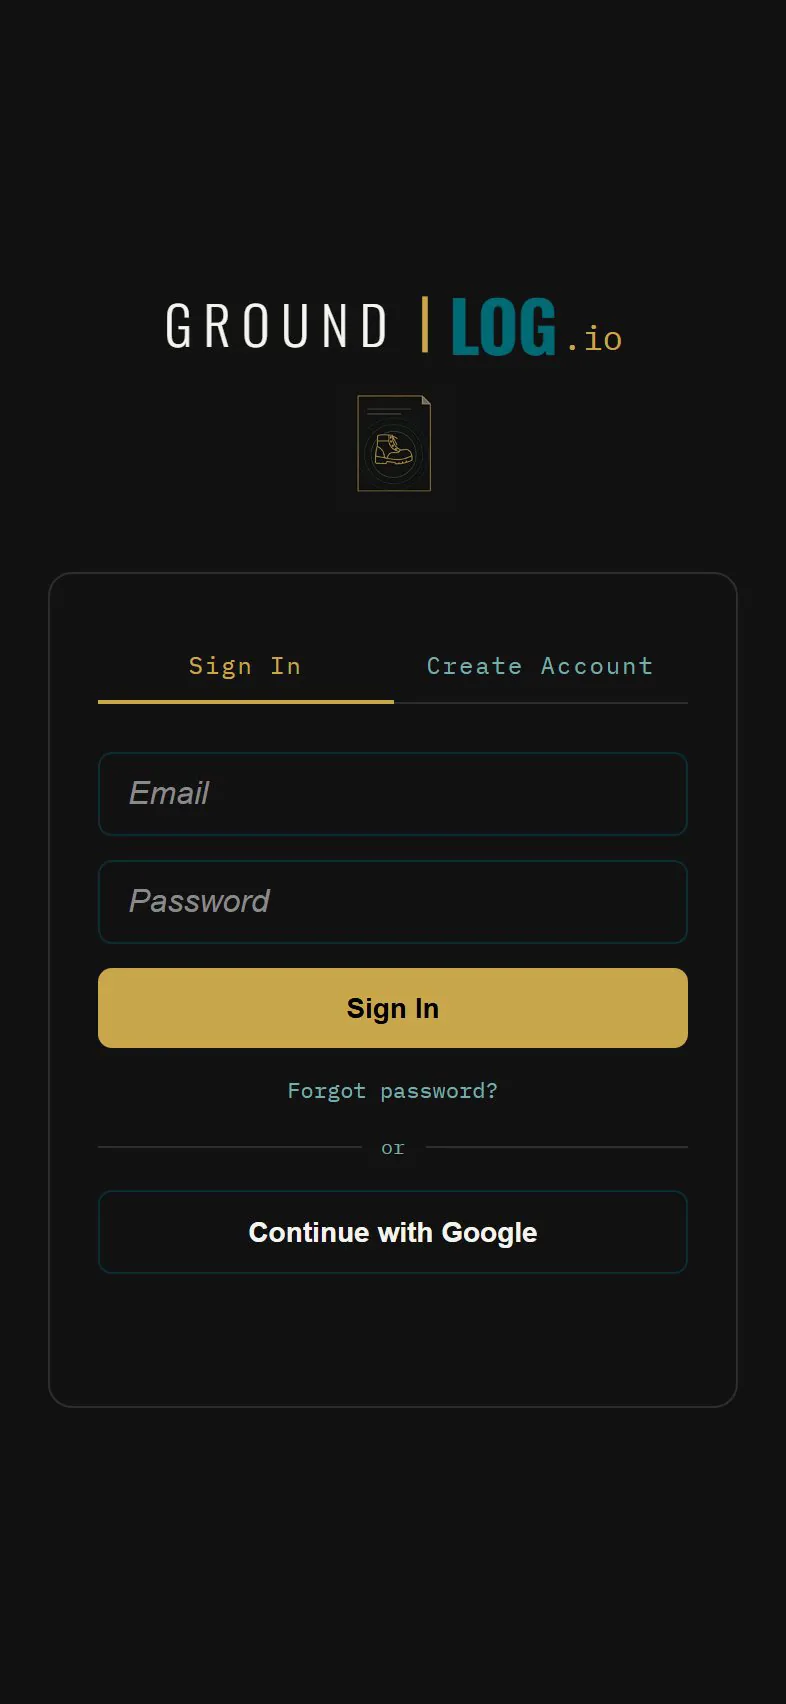 GROUND | LOG.io
Sign In
Create Account
Email
Password
Sign In
Forgot password?
or
Continue with Google